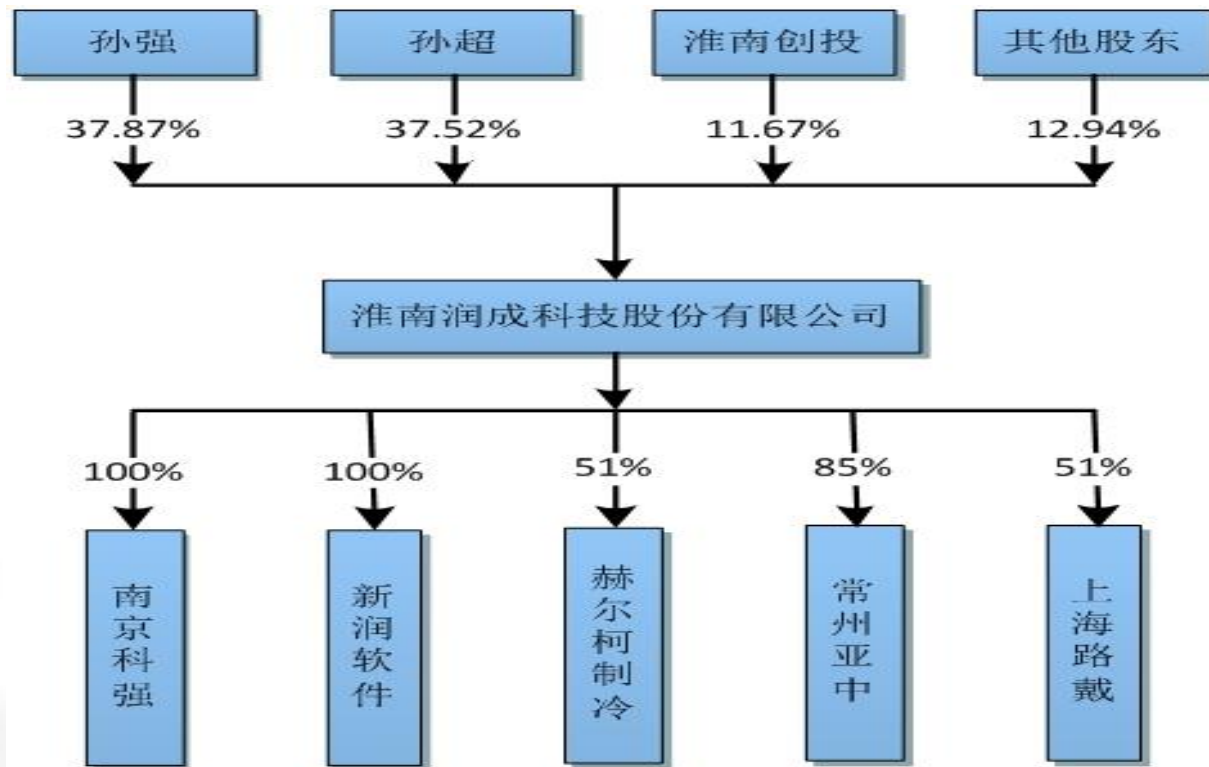 孙强
孙超
淮南创投
其他股东
37.87%
37.52%
11.67%
12.94%
淮南润成科技股份有限公司
100%
100%
51%
85%
51%
南京科强
新润软件
赫尔柯制冷
常州亚中
上海路戴